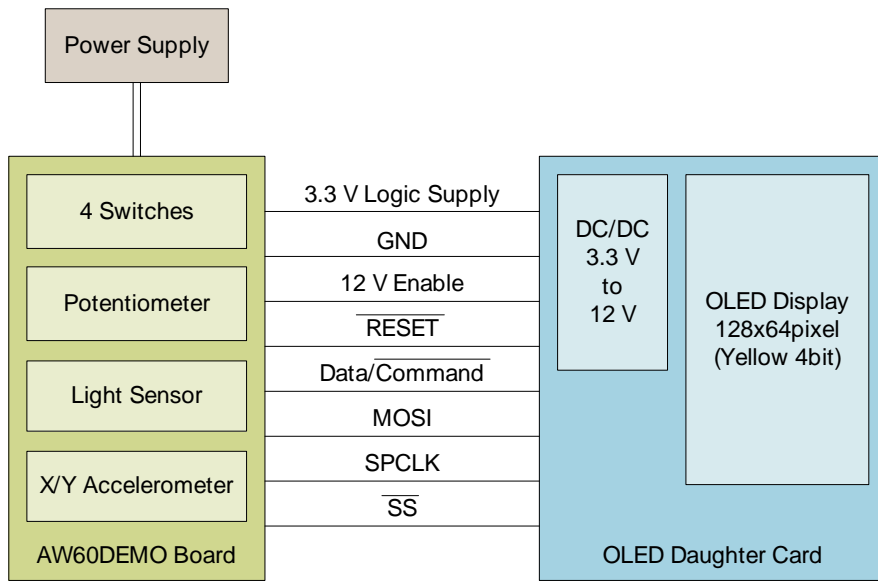 Power Supply
4 Switches
Potentiometer
Light Sensor
X/Y Accelerometer
AW60DEMO Board
3.3 V Logic Supply
GND
12 V Enable
RESET
Data/Command
MOSI
SPCLK
SS
DC/DC
3.3 V
to
12 V
OLED Display
128x64pixel
(Yellow 4bit)
OLED Daughter Card